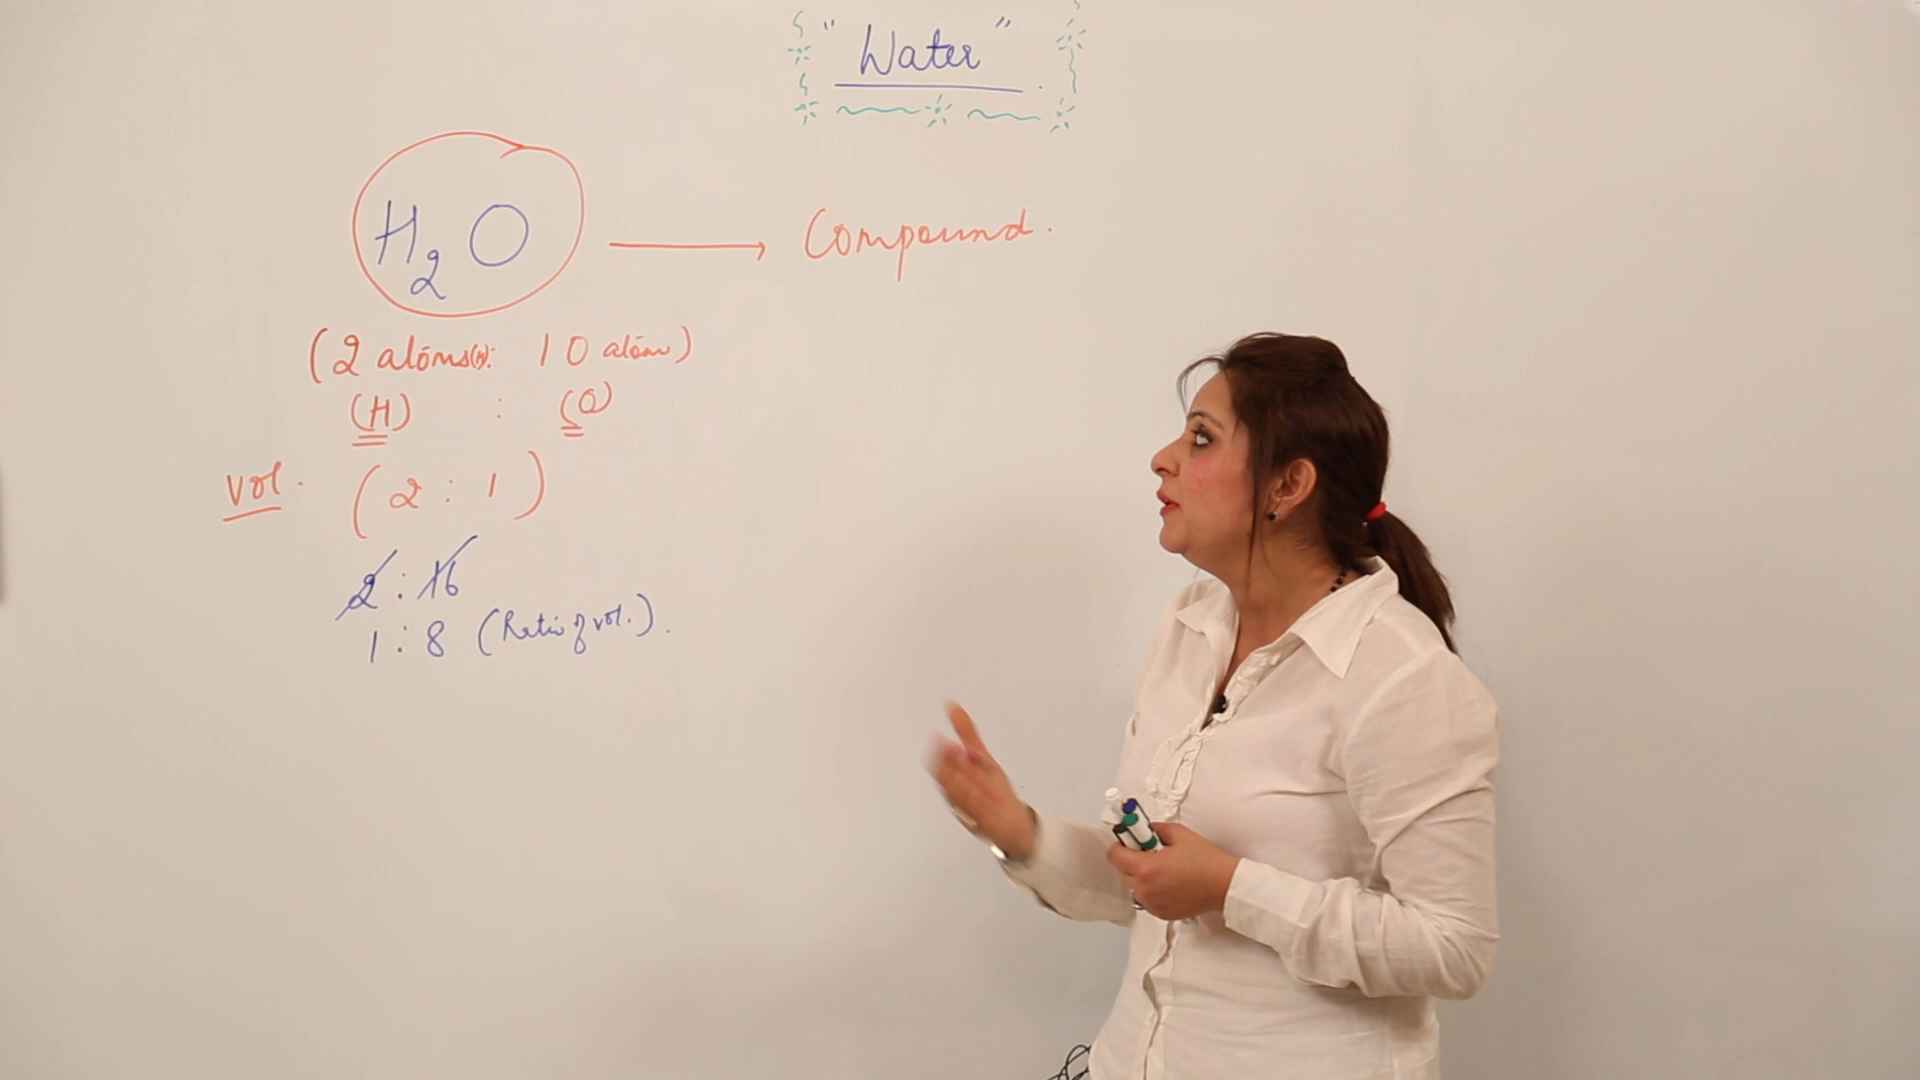 "Water"
H₂O → Compound.
(2 atoms(H): 1 O atom)
(H) : (O)
Vol. (2 : 1)
2 : 16
1 : 8 (Ratio of vol.).